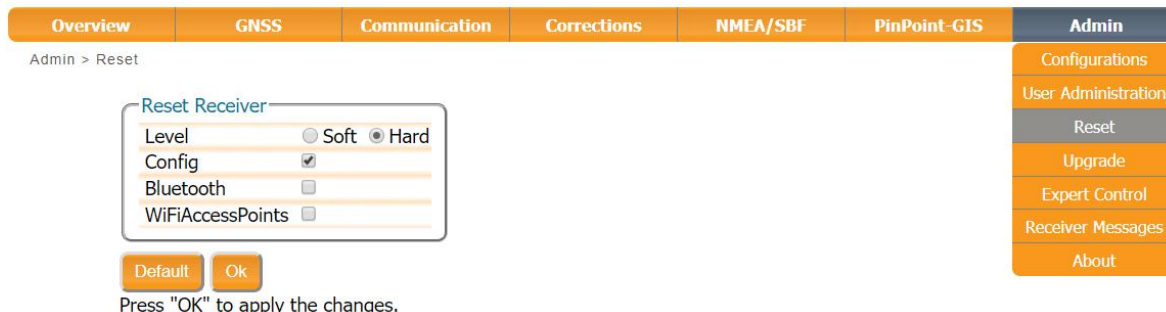 Overview GNSS Communication Corrections NMEA/SBF PinPoint-GIS Admin
Admin > Reset
Configurations
User Administration
Reset
Upgrade
Expert Control
Receiver Messages
About
Reset Receiver
Level Soft Hard
Config
Bluetooth
WiFiAccessPoints
Default Ok
Press "OK" to apply the changes.